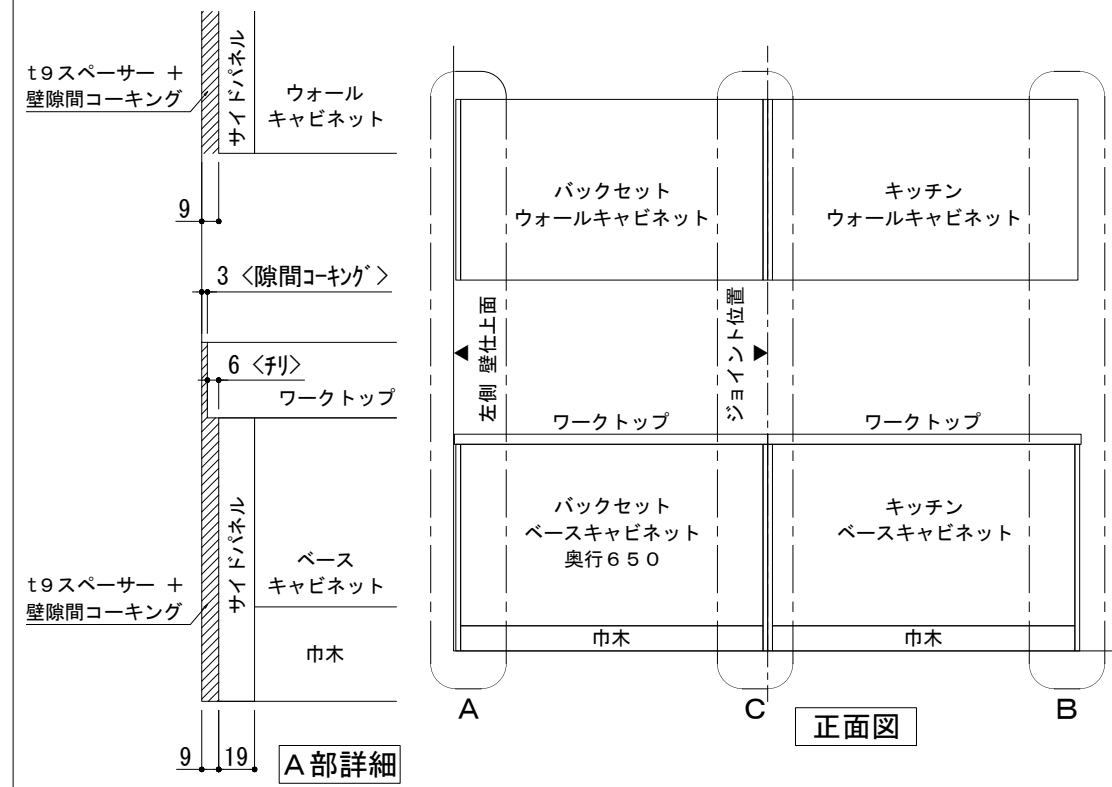 t9スペーサー +
壁隙間コーキング
サイドパネル
ウォール
キャビネット
9
3 <隙間ｺｰｷﾝｸﾞ>
6 <ﾁﾘ>
ワークトップ
サイドパネル
ベース
キャビネット
t9スペーサー +
壁隙間コーキング
巾木
9
19
A部詳細
バックセット
ウォールキャビネット
キッチン
ウォールキャビネット
左側 壁仕上面
ジョイント位置
ワークトップ
ワークトップ
バックセット
ベースキャビネット
奥行650
キッチン
ベースキャビネット
巾木
巾木
A
C
B
正面図